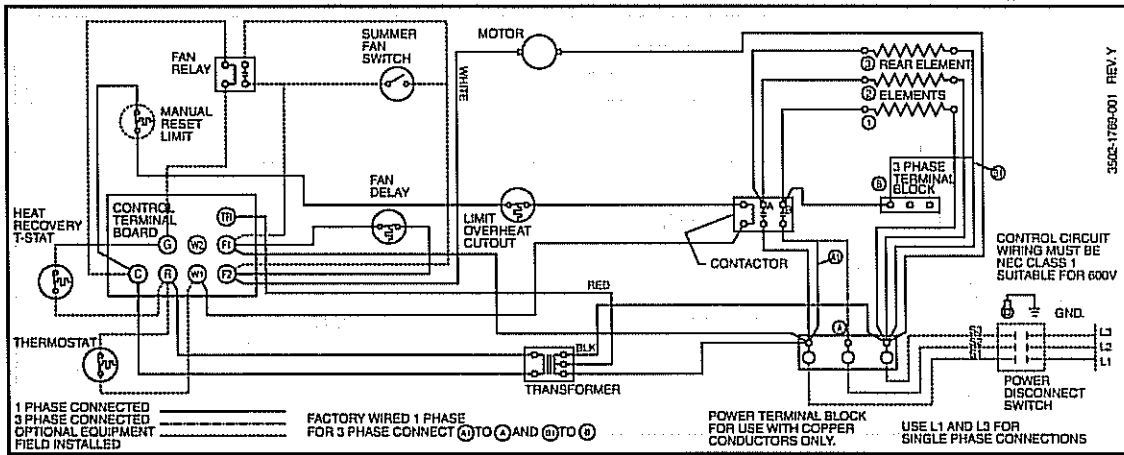 FAN
RELAY
SUMMER
FAN
SWITCH
MOTOR
WHITE
3 REAR ELEMENT
2 ELEMENTS
1
3502-1769-001 REV. Y
MANUAL
RESET
LIMIT
FAN
DELAY
B
3 PHASE
TERMINAL
BLOCK
B1
A
HEAT
RECOVERY
T-STAT
CONTROL
TERMINAL
BOARD
TR
G
W2
F1
C
R
W1
F2
LIMIT
OVERHEAT
CUTOUT
CONTACTOR
A1
CONTROL CIRCUIT
WIRING MUST BE
NEC CLASS 1
SUITABLE FOR 600V
RED
A
GND.
THERMOSTAT
BLK
TRANSFORMER
L3
L2
L1
POWER
DISCONNECT
SWITCH
1 PHASE CONNECTED
3 PHASE CONNECTED
OPTIONAL EQUIPMENT
FIELD INSTALLED
FACTORY WIRED 1 PHASE
FOR 3 PHASE CONNECT A1 TO A AND B1 TO B
POWER TERMINAL BLOCK
FOR USE WITH COPPER
CONDUCTORS ONLY.
USE L1 AND L3 FOR
SINGLE PHASE CONNECTIONS